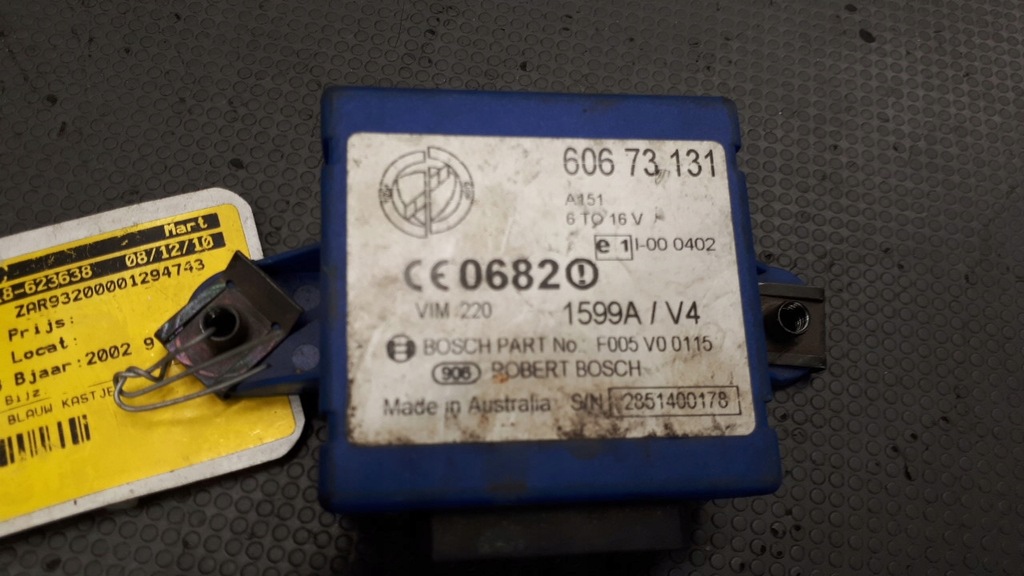 Mart
8-623638 08/12/10
ZAR93200001294743
Prijs:
Locat:
Bjaar: 2002 9
Bijz
BLAUW KASTJE
606 73 131
A151
6 TO 16 V
e 1 I-00 0402
CE 0682
VIM 220
1599A / V4
BOSCH PART No. F005 V0 0115
906 ROBERT BOSCH
Made in Australia S/N 2851400178